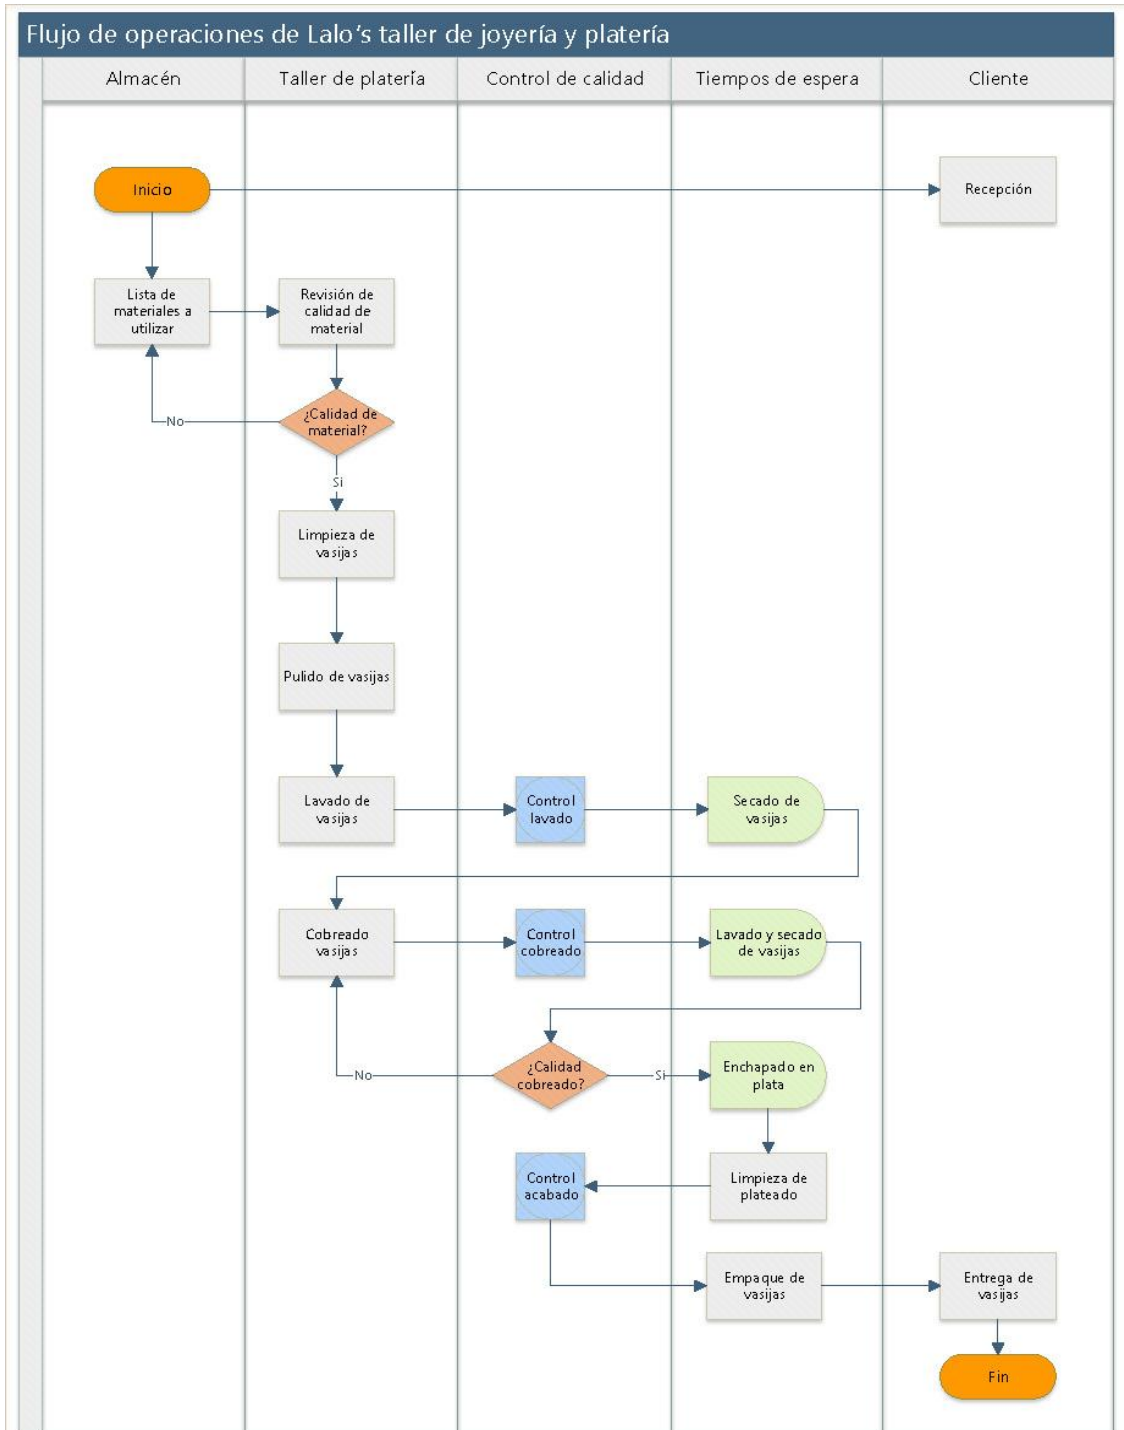 Flujo de operaciones de Lalo's taller de joyería y platería
Almacén
Taller de platería
Control de calidad
Tiempos de espera
Cliente
Inicio
Recepción
Lista de
materiales a
utilizar
Revisión de
calidad de
material
No
¿Calidad de
material?
Si
Limpieza de
vasijas
Pulido de vasijas
Lavado de
vasijas
Control
lavado
Secado de
vasijas
Cobreado
vasijas
Control
cobreado
Lavado y secado
de vasijas
No
¿Calidad
cobreado?
Si
Enchapado en
plata
Control
acabado
Limpieza de
plateado
Empaque de
vasijas
Entrega de
vasijas
Fin